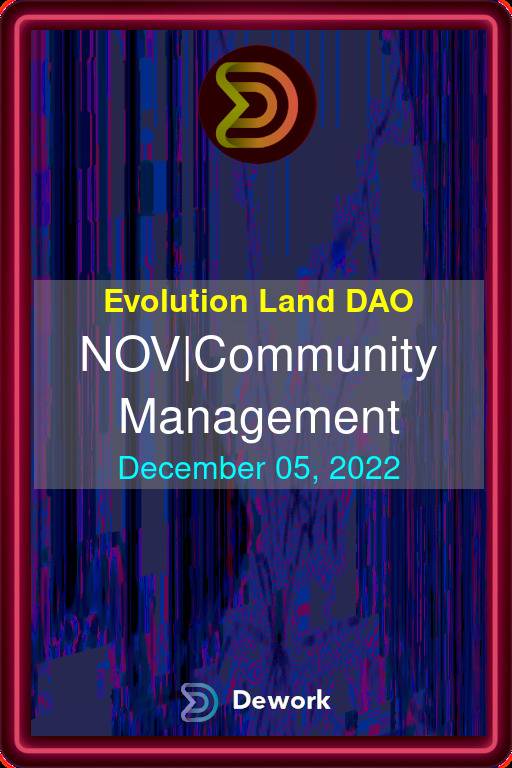 Evolution Land DAO
NOV|Community
Management
December 05, 2022
Dework